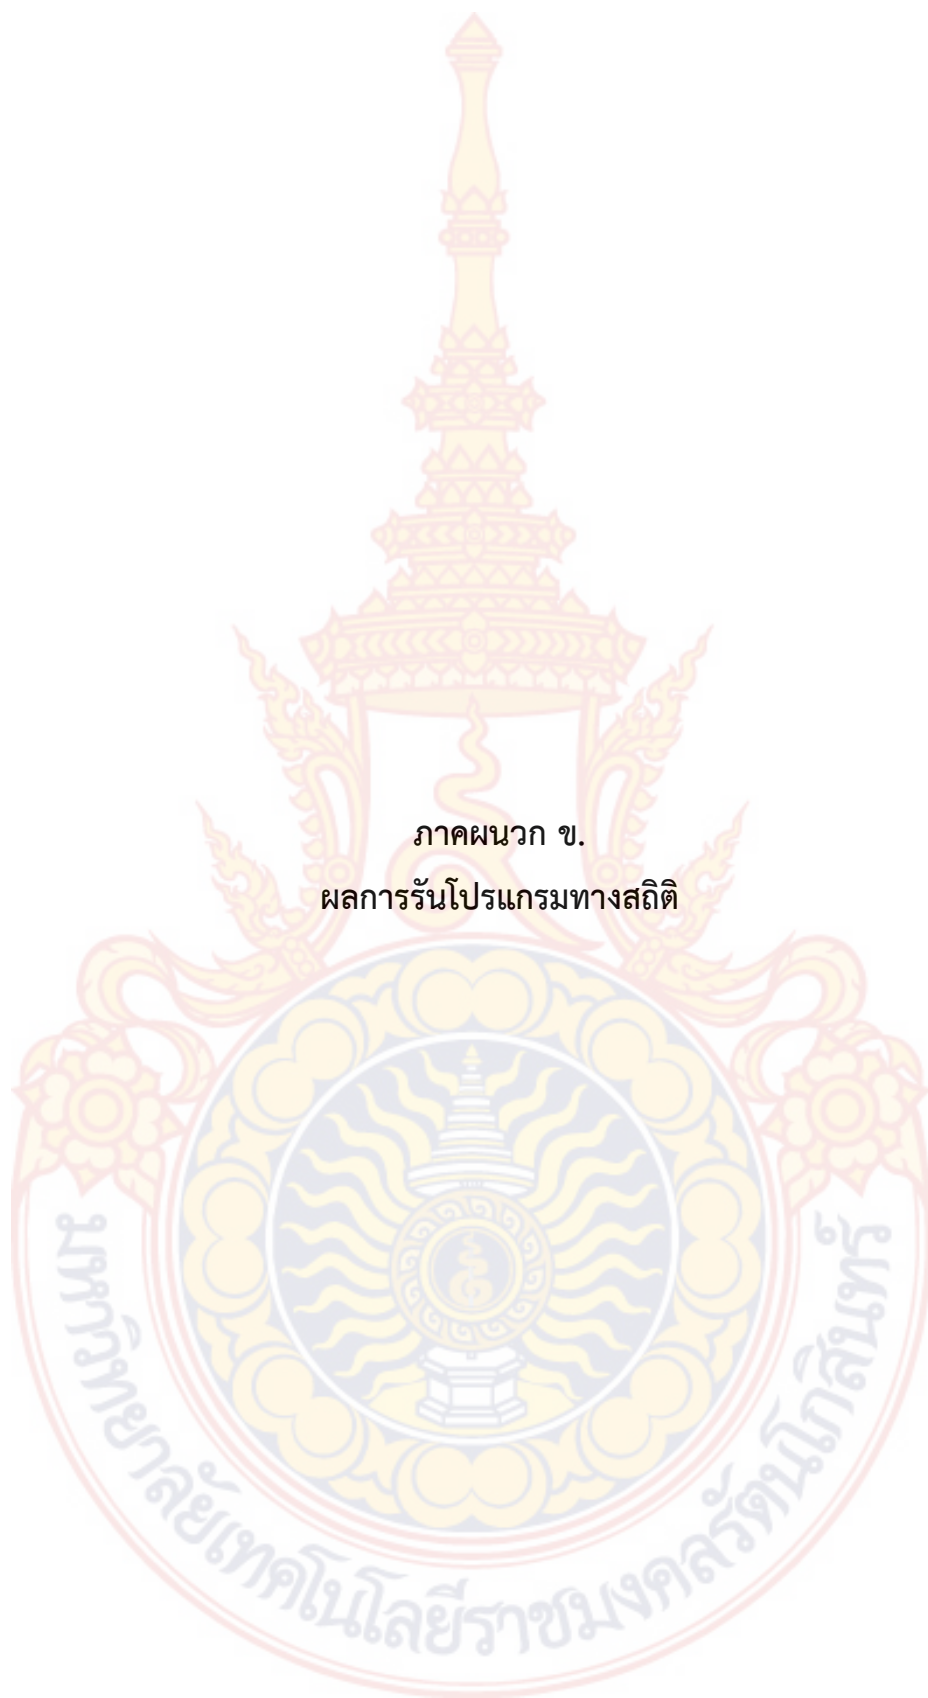 ภาคผนวก ข.
ผลการรันโปรแกรมทางสถิติ
มหาวิทยาลัยเทคโนโลยีราชมงคลรัตนโกสินทร์